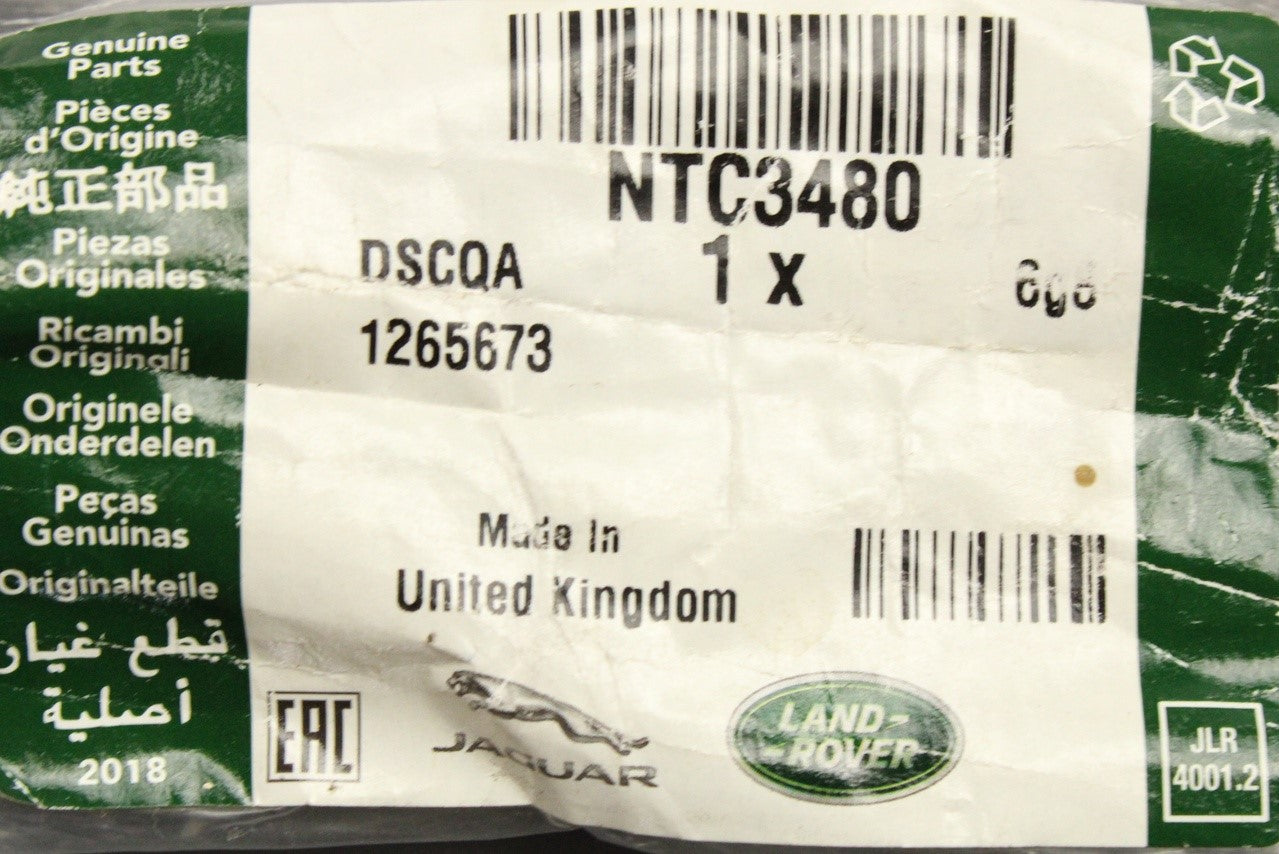 Genuine
Parts
Pièces
d'Origine
純正部品
Piezas
Originales
Ricambi
Originali
Originele
Onderdelen
Peças
Genuinas
Originalteile
قطع غيار
أصلية
2018
NTC3480
DSCQA
1 x
1265673
Made In
United Kingdom
EAC
JAGUAR
LAND-
-ROVER
JLR
4001.2